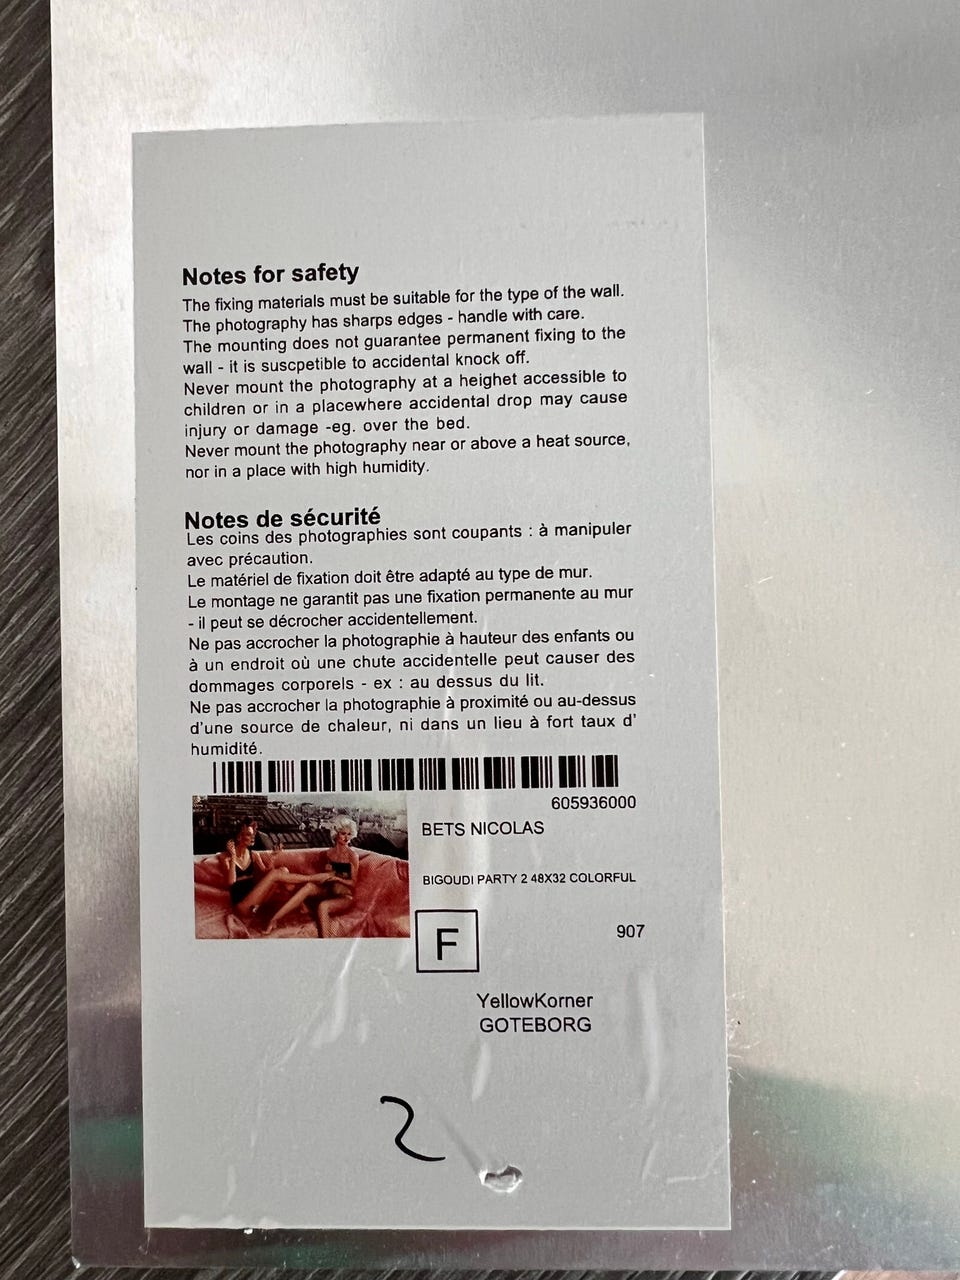 Notes for safety
The fixing materials must be suitable for the type of the wall.
The photography has sharps edges - handle with care.
The mounting does not guarantee permanent fixing to the
wall - it is suscpetible to accidental knock off.
Never mount the photography at a heighet accessible to
children or in a placewhere accidental drop may cause
injury or damage -eg. over the bed.
Never mount the photography near or above a heat source,
nor in a place with high humidity.
Notes de sécurité
Les coins des photographies sont coupants : à manipuler
avec précaution.
Le matériel de fixation doit être adapté au type de mur.
Le montage ne garantit pas une fixation permanente au mur
- il peut se décrocher accidentellement.
Ne pas accrocher la photographie à hauteur des enfants ou
à un endroit où une chute accidentelle peut causer des
dommages corporels - ex : au dessus du lit.
Ne pas accrocher la photographie à proximité ou au-dessus
d'une source de chaleur, ni dans un lieu à fort taux d'
humidité.
605936000
BETS NICOLAS
BIGOUDI PARTY 2 48X32 COLORFUL
F
907
YellowKorner
GOTEBORG
2